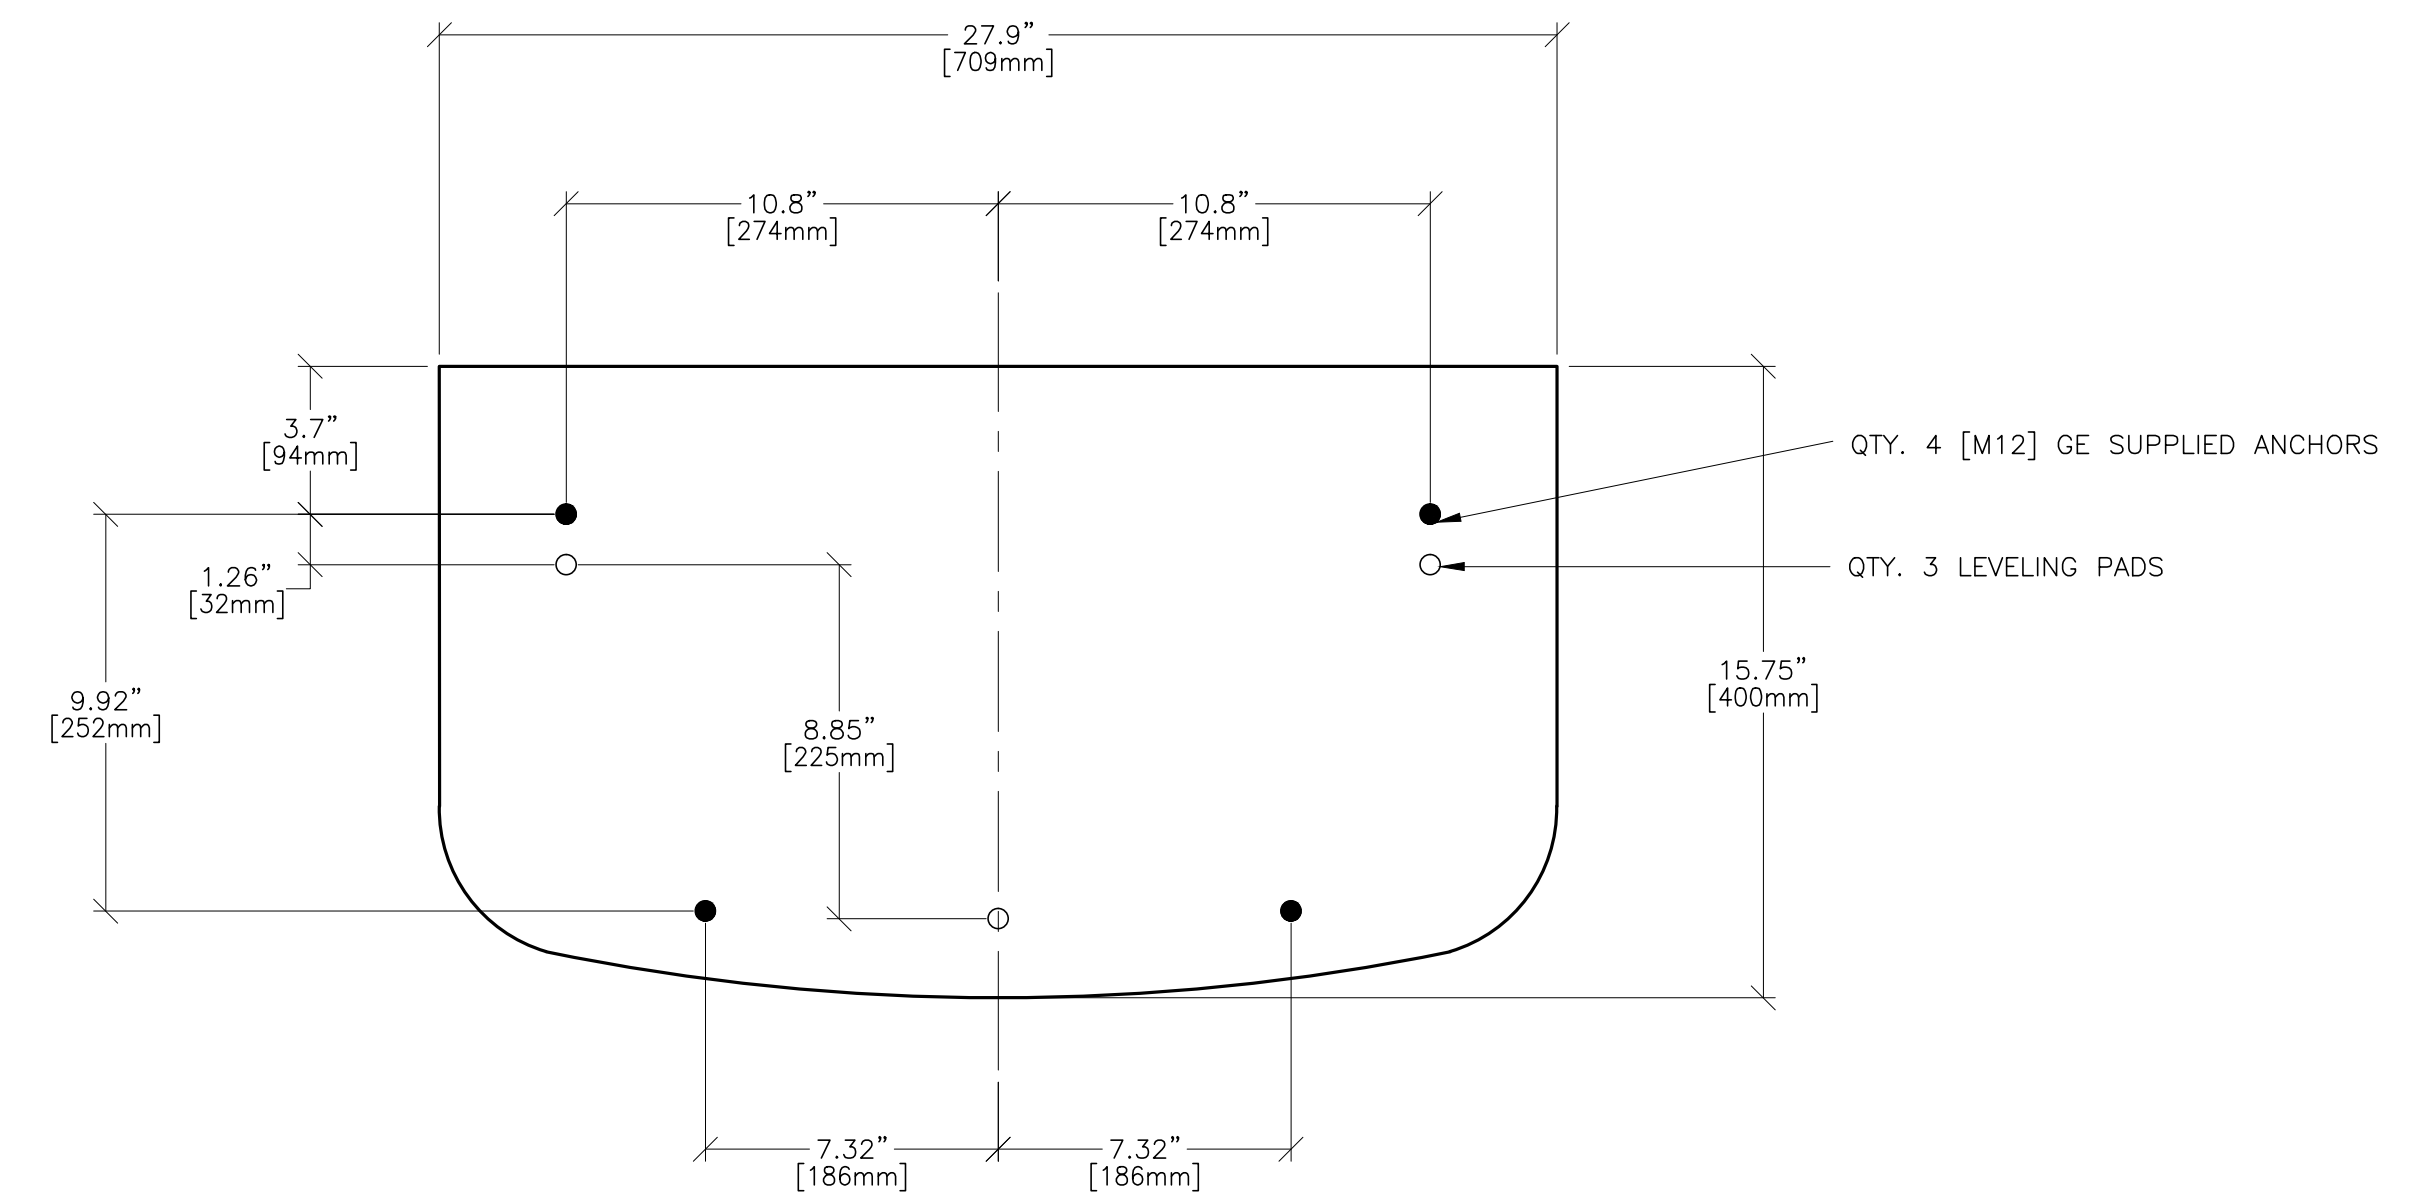 27.9”
[709mm]
10.8”
[274mm]
10.8”
[274mm]
3.7”
[94mm]
QTY. 4 [M12] GE SUPPLIED ANCHORS
QTY. 3 LEVELING PADS
1.26”
[32mm]
15.75”
[400mm]
9.92”
[252mm]
8.85”
[225mm]
7.32”
[186mm]
7.32”
[186mm]